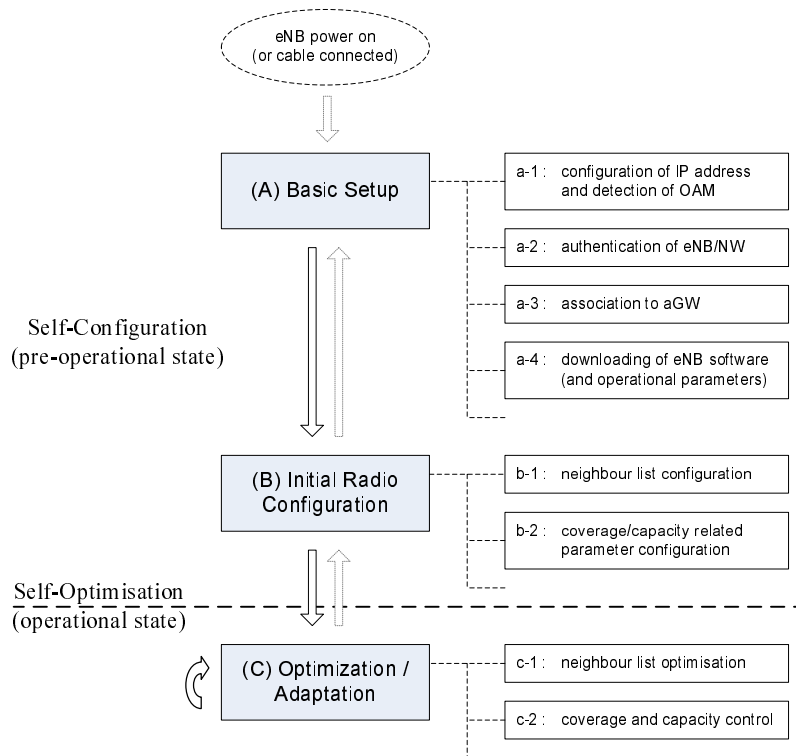 eNB power on
(or cable connected)
(A) Basic Setup
a-1 : configuration of IP address
and detection of OAM
a-2 : authentication of eNB/NW
a-3 : association to aGW
a-4 : downloading of eNB software
(and operational parameters)
Self-Configuration
(pre-operational state)
(B) Initial Radio
Configuration
b-1 : neighbour list configuration
b-2 : coverage/capacity related
parameter configuration
Self-Optimisation
(operational state)
(C) Optimization /
Adaptation
c-1 : neighbour list optimisation
c-2 : coverage and capacity control